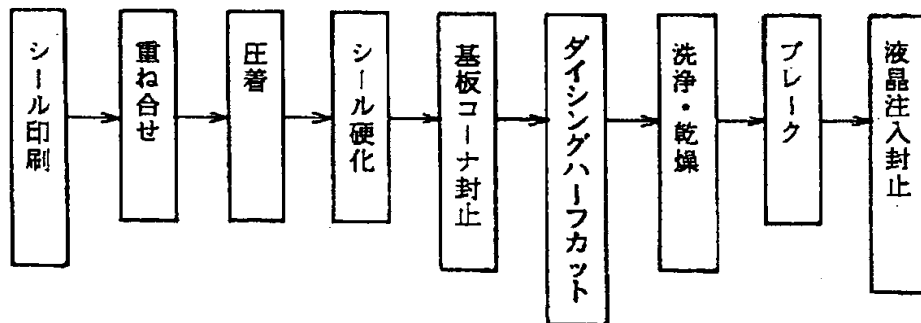 シール印刷
重ね合せ
圧着
シール硬化
基板コーナ封止
ダイシングハーフカット
洗浄・乾燥
ブレーク
液晶注入封止